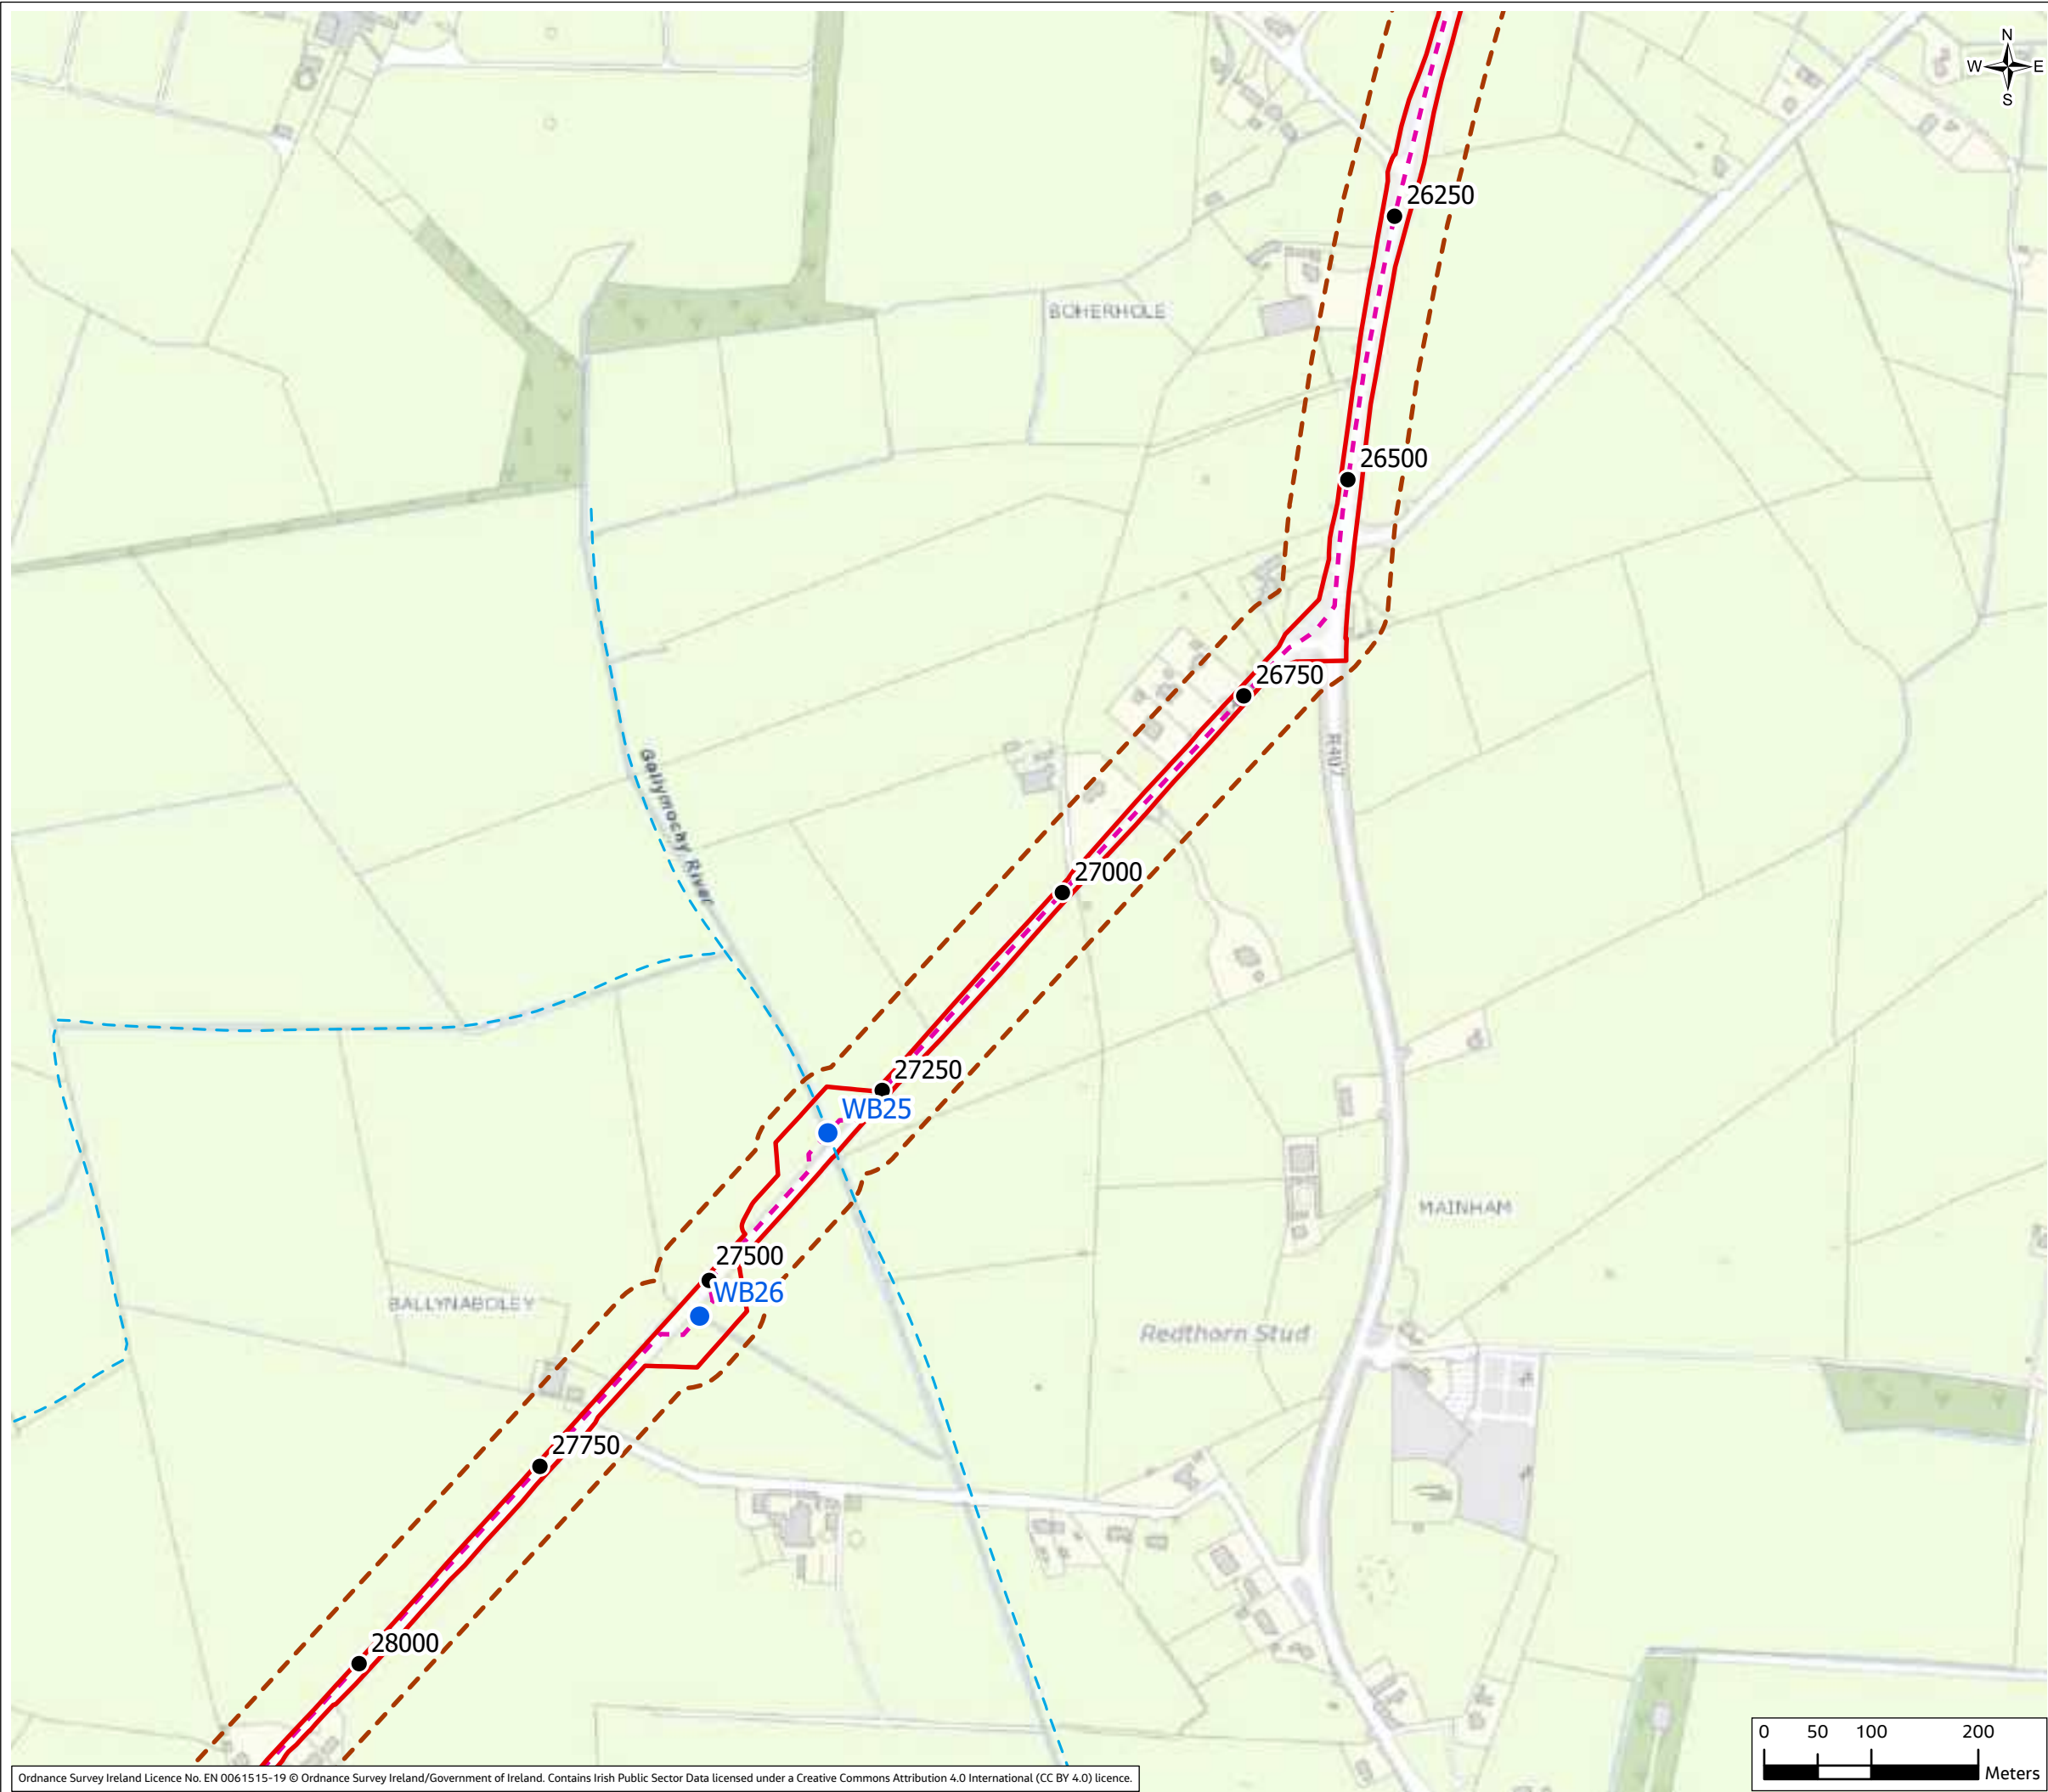 N
W E
S
26250
BOHERHOLE
26500
26750
R407
Gollymochy River
27000
27250
WB25
MAINHAM
27500
WB26
BALLYNABOLEY
Redthorn Stud
27750
28000
0 50 100 200
Meters
Ordnance Survey Ireland Licence No. EN 0061515-19 © Ordnance Survey Ireland/Government of Ireland. Contains Irish Public Sector Data licensed under a Creative Commons Attribution 4.0 International (CC BY 4.0) licence.